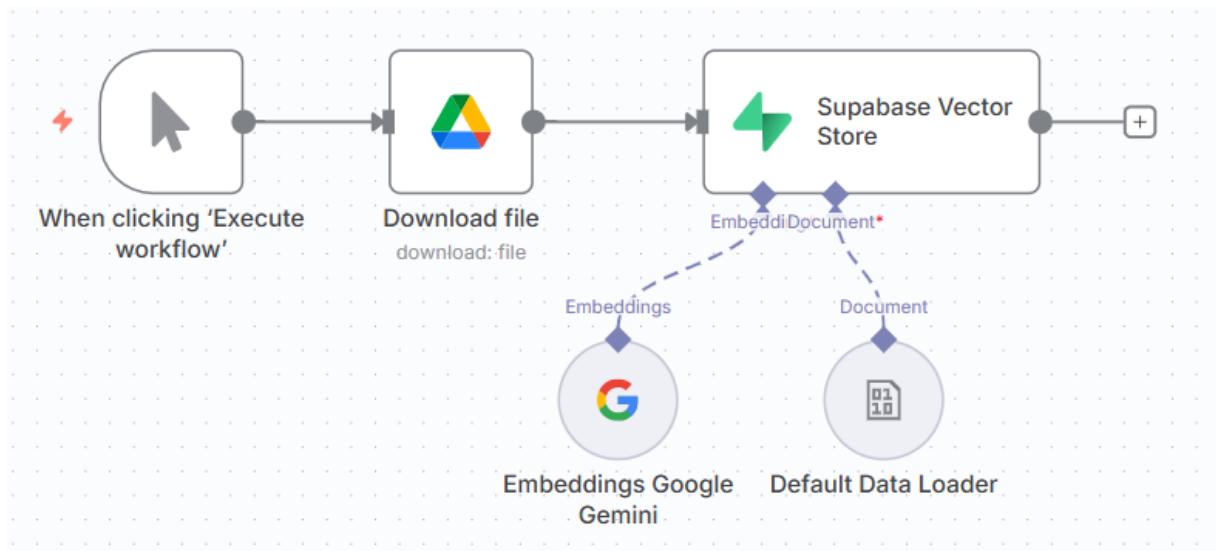 Supabase Vector
Store
When clicking ‘Execute
workflow’
Download file
download: file
Embeddi
Document*
Embeddings
Document
0110
Embeddings Google
Gemini
Default Data Loader